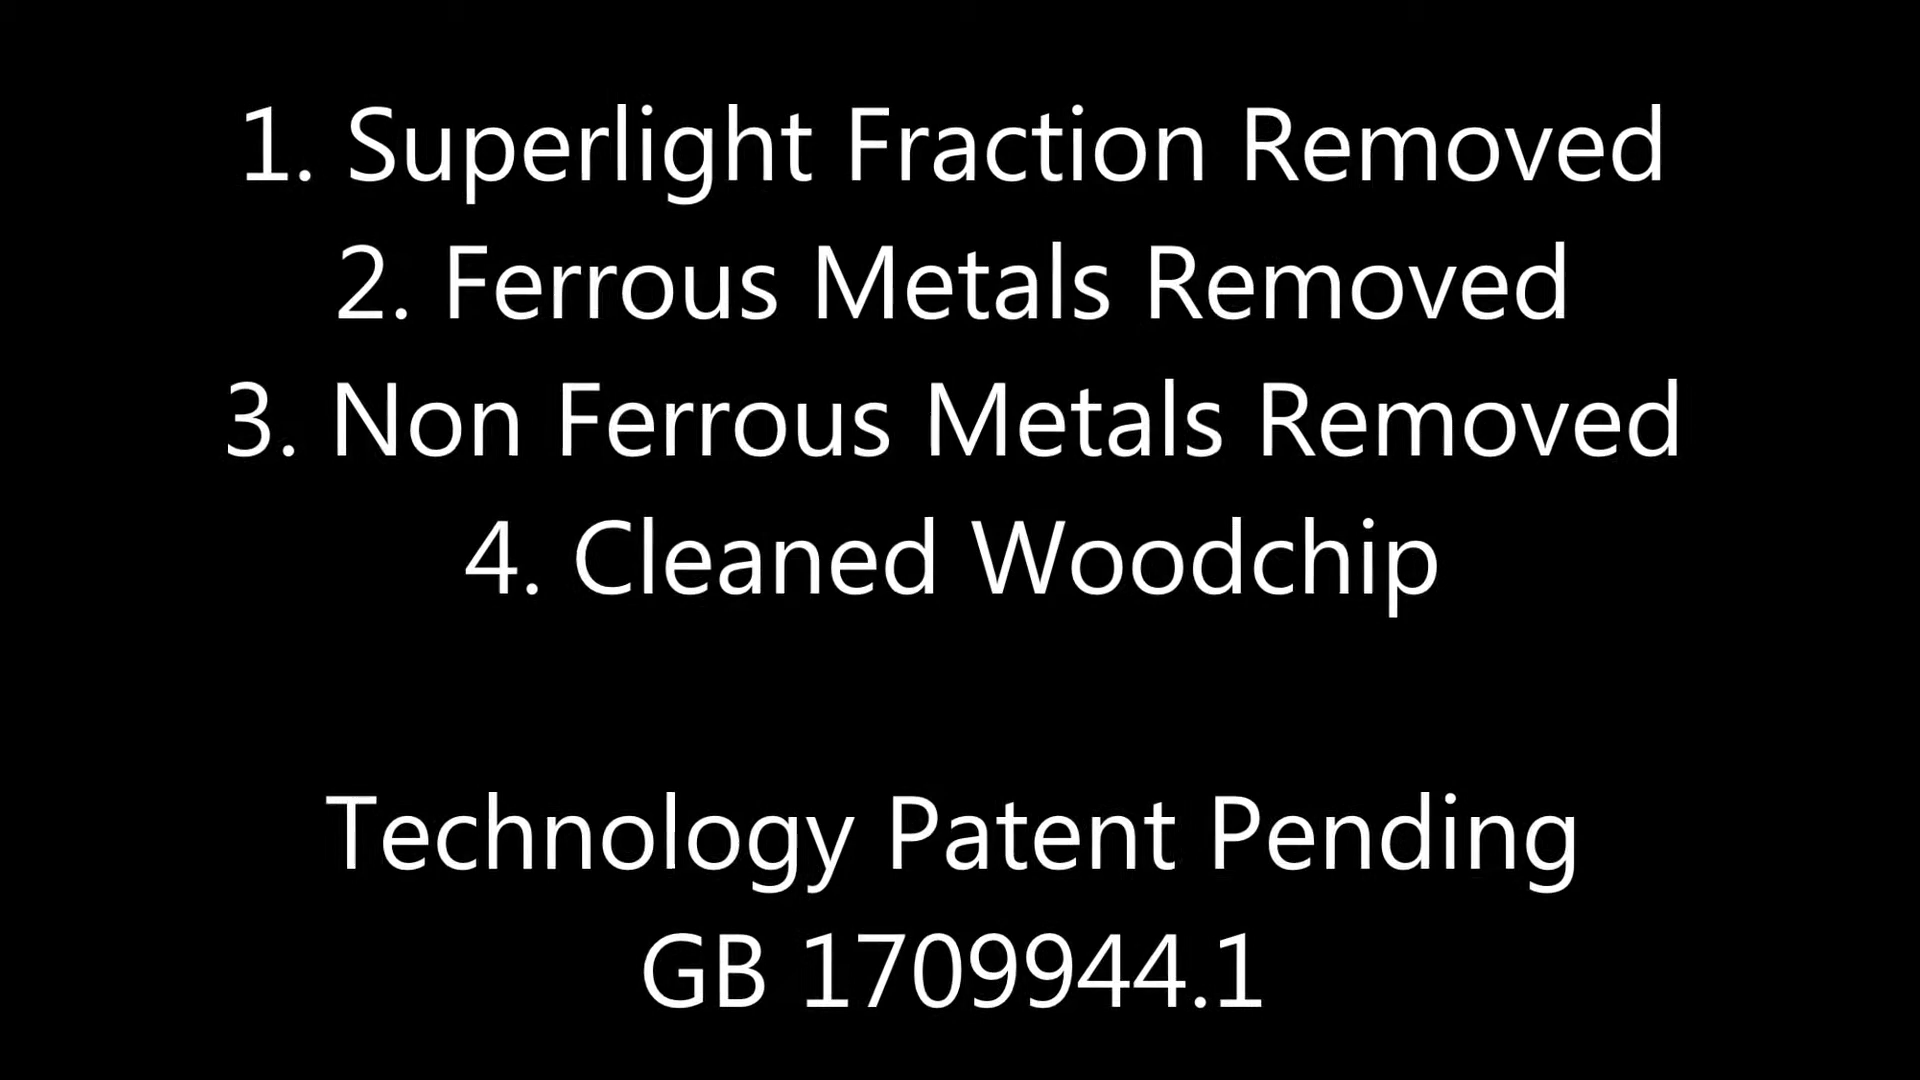 1. Superlight Fraction Removed
2. Ferrous Metals Removed
3. Non Ferrous Metals Removed
4. Cleaned Woodchip
Technology Patent Pending
GB 1709944.1